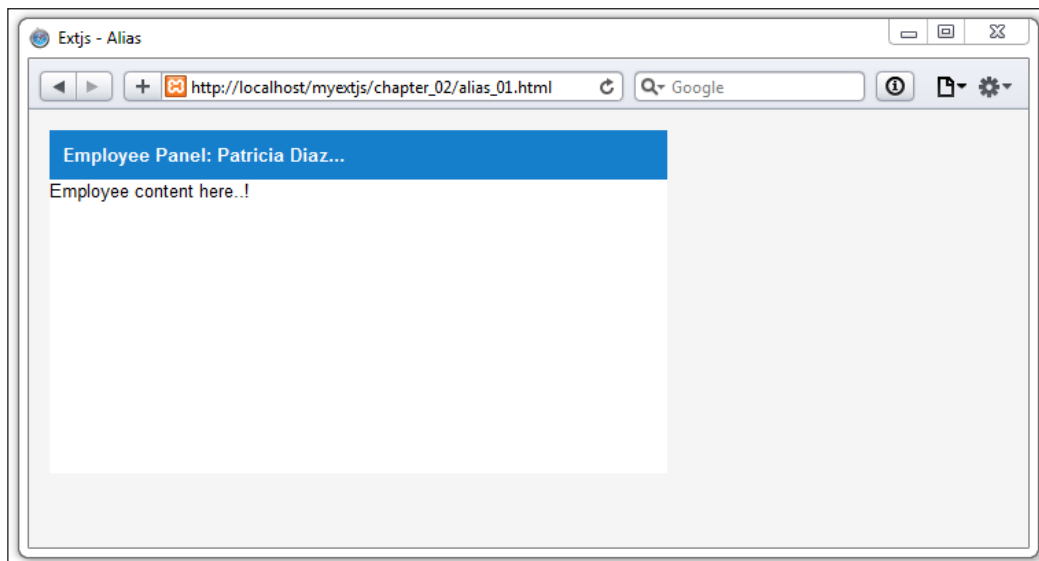 Extjs - Alias
http://localhost/myextjs/chapter_02/alias_01.html
Google
Employee Panel: Patricia Diaz...
Employee content here..!